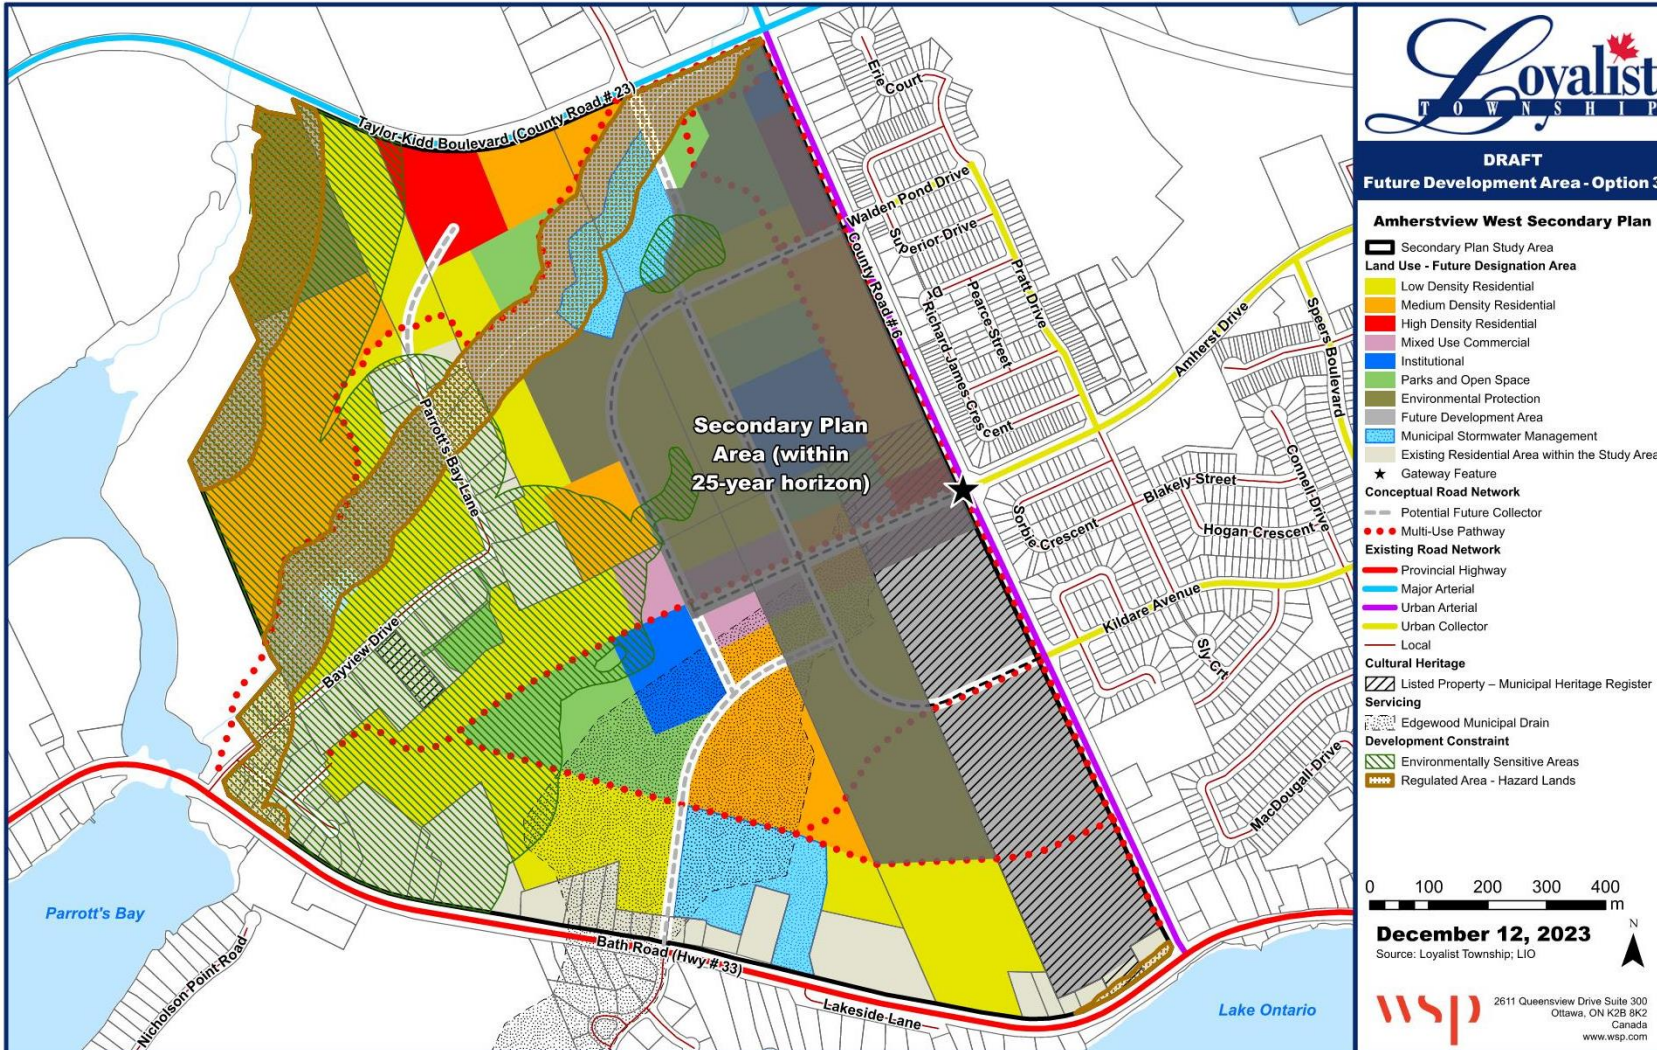 Taylor-Kidd Boulevard (County Road # 23)
Erie
Court
Walden Pond Drive
Superior Drive
County Road # 6
Pratt Drive
Pearce Street
Richard James Crescent
Dr
Amherst Drive
Speers Boulevard
Parrott's Bay Lane
Secondary Plan
Area (within
25-year horizon)
Blakely Street
Connell Drive
Sorbie Crescent
Hogan Crescent
Kildare Avenue
Sly Crt
Bayview Drive
MacDougall Drive
Parrott's Bay
Nicholson Point Road
Bath Road (Hwy # 33)
Lakeside Lane
Lake Ontario
Loyalist
TOWNSHIP
DRAFT
Future Development Area - Option 3
Amherstview West Secondary Plan
Secondary Plan Study Area
Land Use - Future Designation Area
Low Density Residential
Medium Density Residential
High Density Residential
Mixed Use Commercial
Institutional
Parks and Open Space
Environmental Protection
Future Development Area
Municipal Stormwater Management
Existing Residential Area within the Study Area
Gateway Feature
Conceptual Road Network
Potential Future Collector
Multi-Use Pathway
Existing Road Network
Provincial Highway
Major Arterial
Urban Arterial
Urban Collector
Local
Cultural Heritage
Listed Property – Municipal Heritage Register
Servicing
Edgewood Municipal Drain
Development Constraint
Environmentally Sensitive Areas
Regulated Area - Hazard Lands
0 100 200 300 400
m
December 12, 2023
Source: Loyalist Township; LIO
N
wsp
2611 Queensview Drive Suite 300
Ottawa, ON K2B 8K2
Canada
www.wsp.com